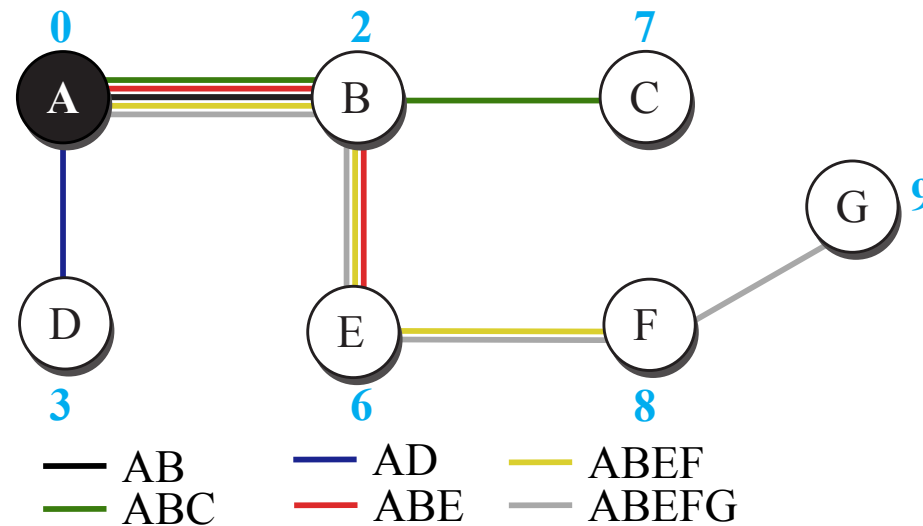 0 2 7
A B C
G 9
D E F
3 6 8
AB AD ABEF
ABC ABE ABEFG